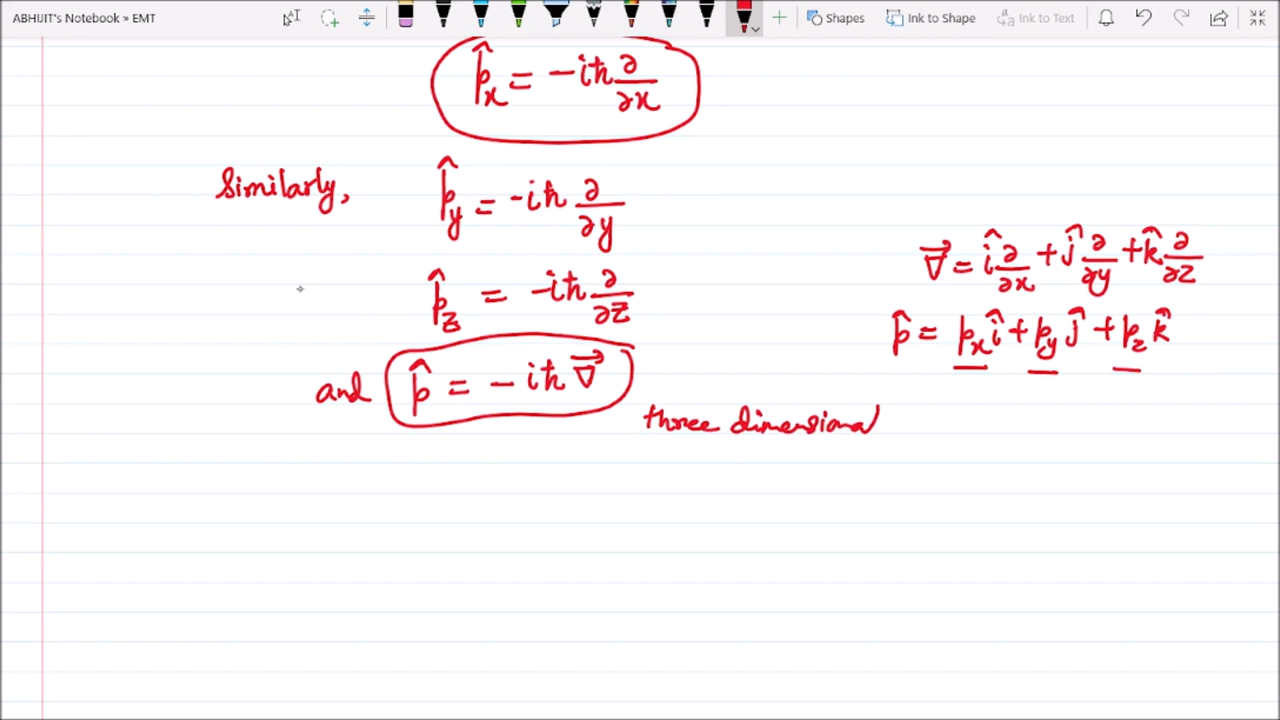 ABHIJIT's Notebook » EMT
Shapes
Ink to Shape
Ink to Text
p̂x = -iħ ∂/∂x
Similarly, p̂y = -iħ ∂/∂y
p̂z = -iħ ∂/∂z
and p̂ = -iħ ∇⃗
three dimensional
∇⃗ = î ∂/∂x + ĵ ∂/∂y + k̂ ∂/∂z
p̂ = px î + py ĵ + pz k̂